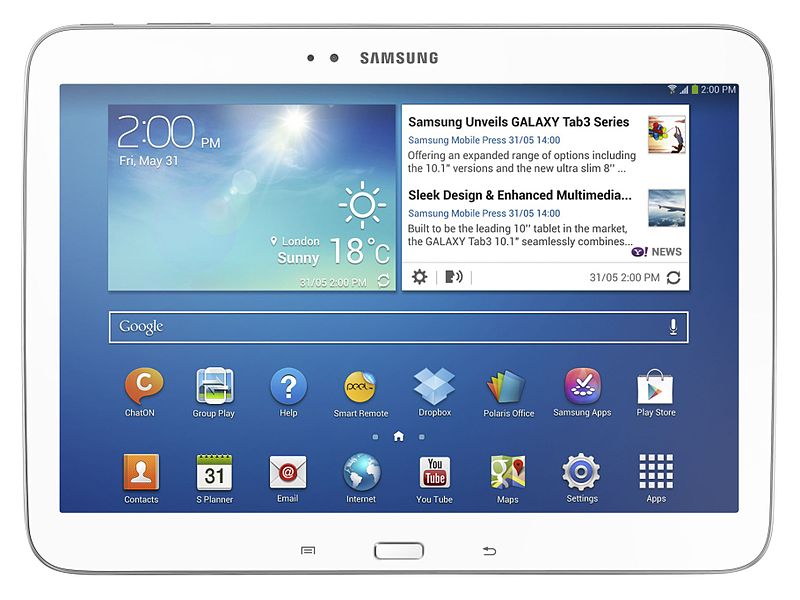 SAMSUNG
2:00 PM
2:00 PM
Fri, May 31
London
Sunny
18°C
31/05 2:00 PM
Samsung Unveils GALAXY Tab3 Series
Samsung Mobile Press 31/05 14:00
Offering an expanded range of options including
the 10.1" versions and the new ultra slim 8'' ...
Sleek Design & Enhanced Multimedia...
Samsung Mobile Press 31/05 14:00
Built to be the leading 10'' tablet in the market,
the GALAXY Tab3 10.1" seamlessly combines...
Y! NEWS
31/05 2:00 PM
Google
C
?
peel
ChatON
Group Play
Help
Smart Remote
Dropbox
Polaris Office
Samsung Apps
Play Store
31
@
You
Tube
Contacts
S Planner
Email
Internet
You Tube
Maps
Settings
Apps